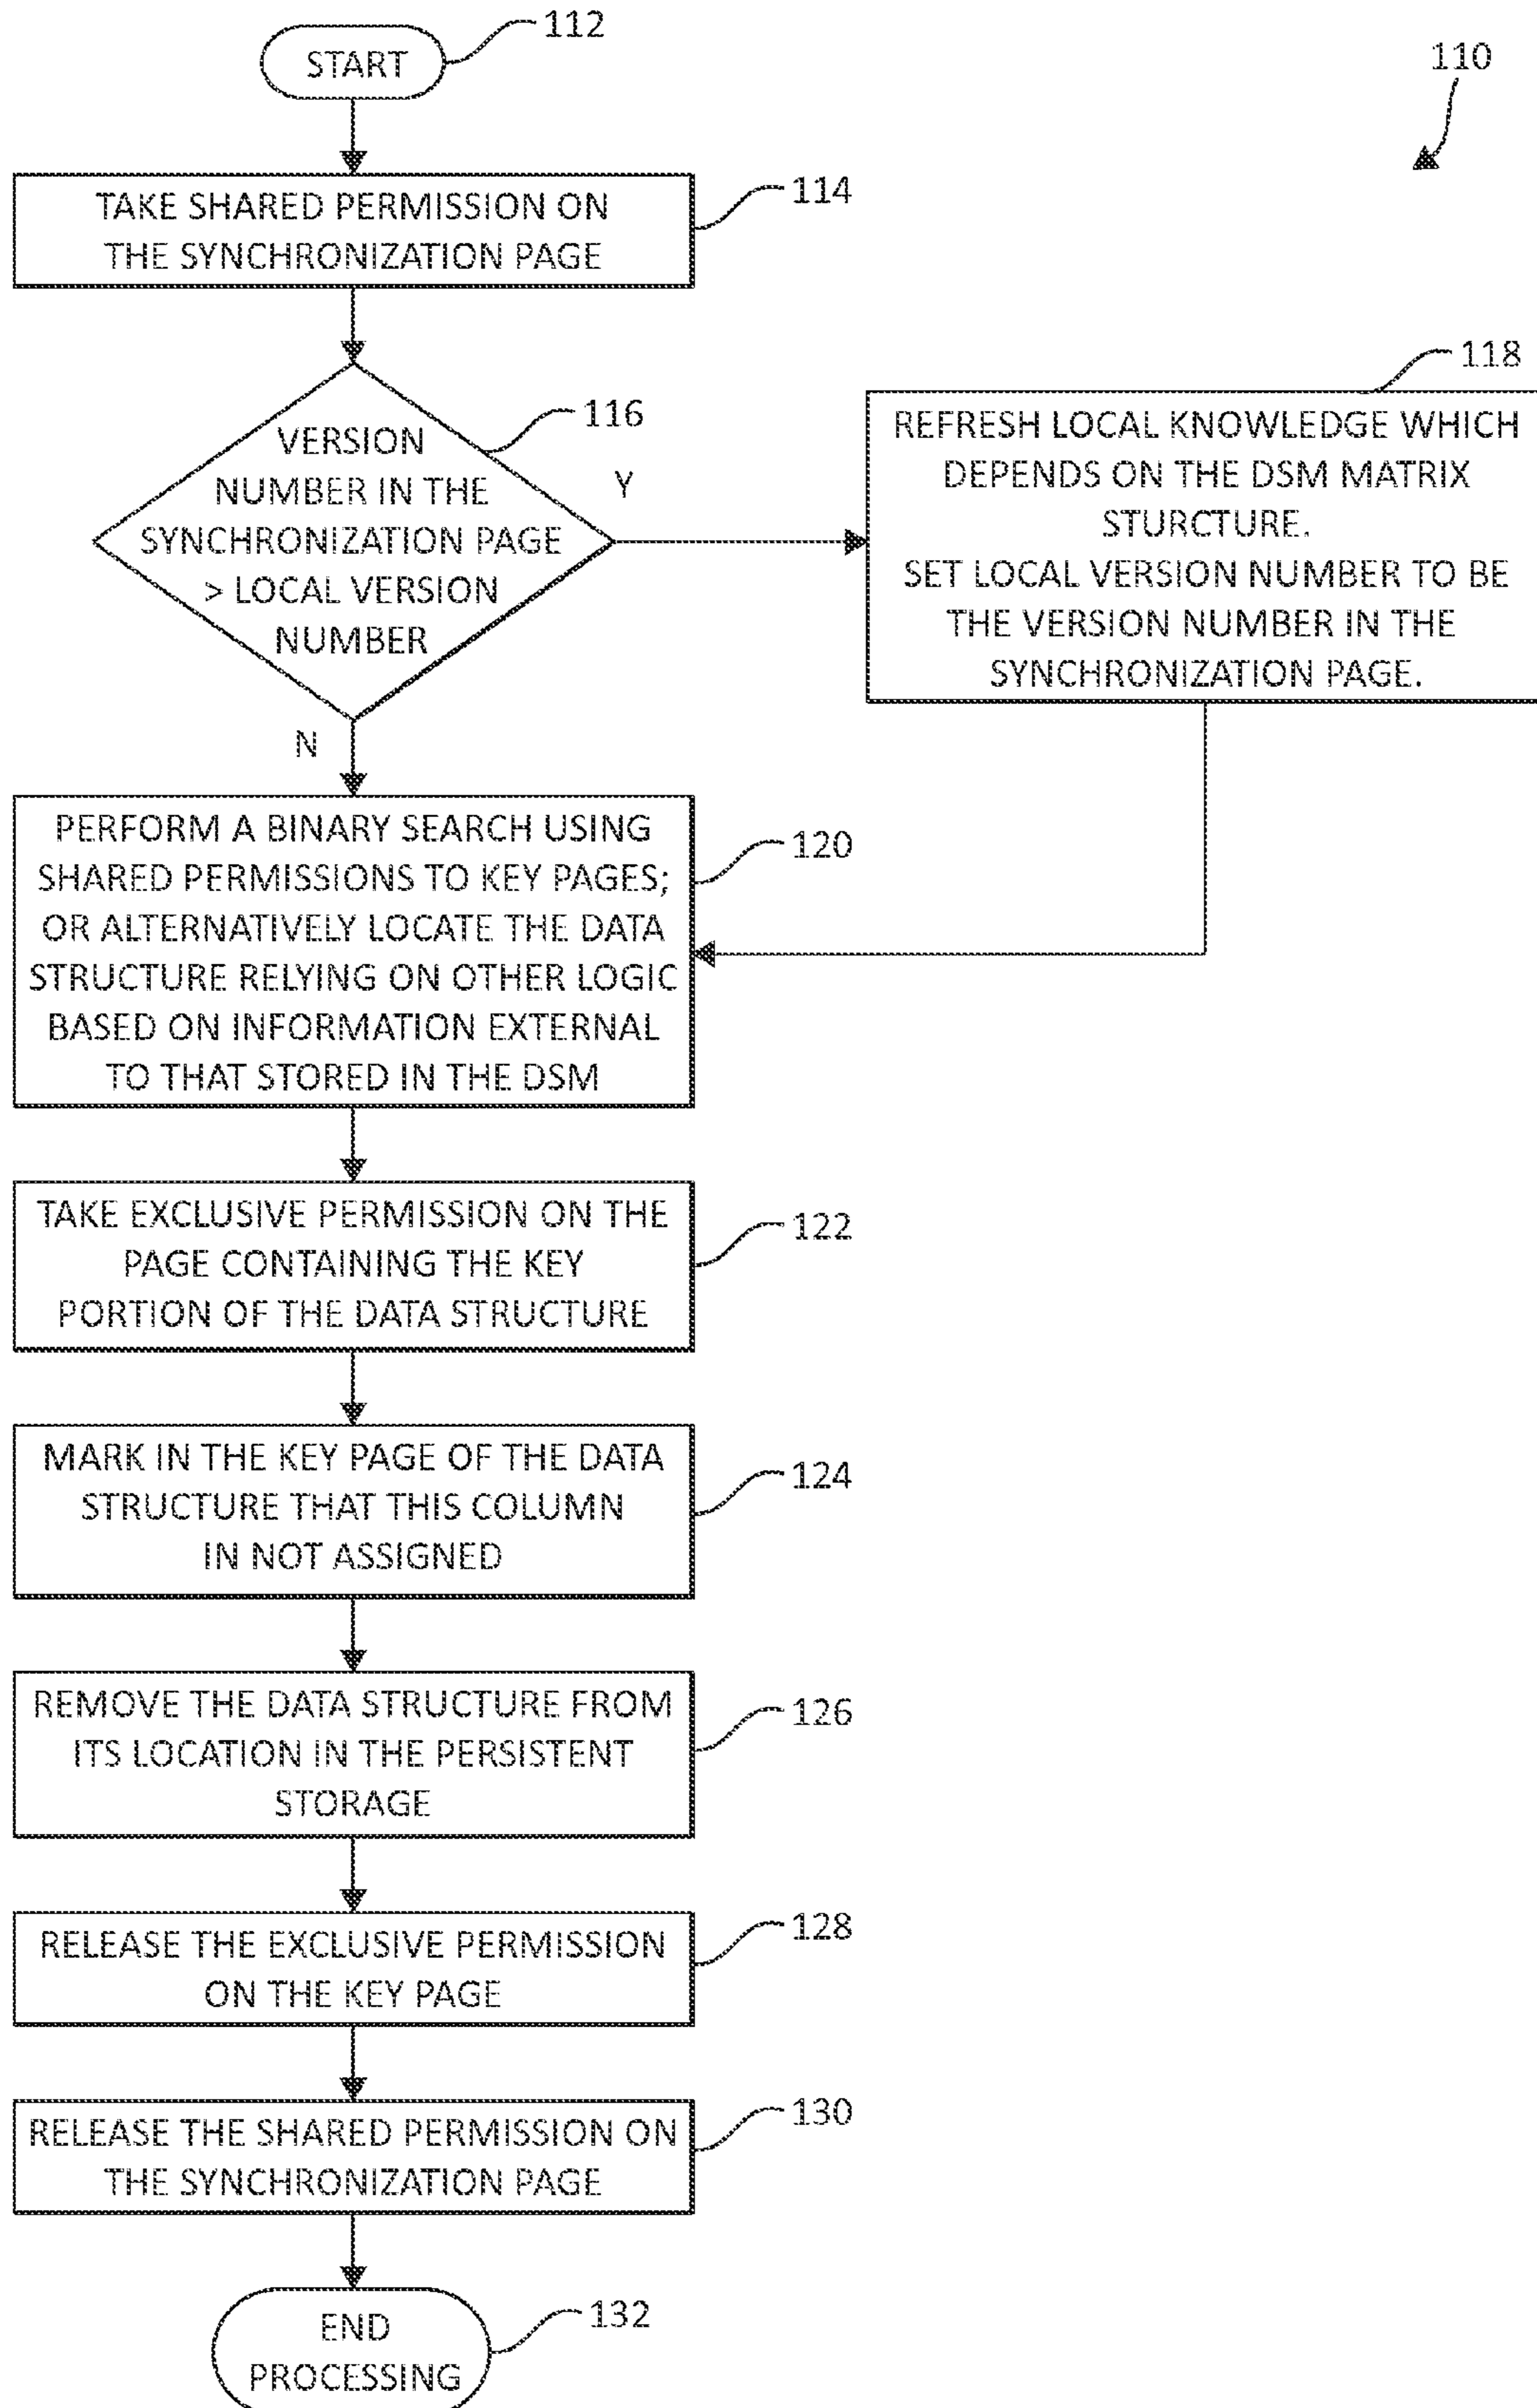 112
START
110
TAKE SHARED PERMISSION ON
THE SYNCHRONIZATION PAGE
114
VERSION
NUMBER IN THE
SYNCHRONIZATION PAGE
> LOCAL VERSION
NUMBER
116
Y
N
118
REFRESH LOCAL KNOWLEDGE WHICH
DEPENDS ON THE DSM MATRIX
STURCTURE.
SET LOCAL VERSION NUMBER TO BE
THE VERSION NUMBER IN THE
SYNCHRONIZATION PAGE.
PERFORM A BINARY SEARCH USING
SHARED PERMISSIONS TO KEY PAGES;
OR ALTERNATIVELY LOCATE THE DATA
STRUCTURE RELYING ON OTHER LOGIC
BASED ON INFORMATION EXTERNAL
TO THAT STORED IN THE DSM
120
TAKE EXCLUSIVE PERMISSION ON THE
PAGE CONTAINING THE KEY
PORTION OF THE DATA STRUCTURE
122
MARK IN THE KEY PAGE OF THE DATA
STRUCTURE THAT THIS COLUMN
IN NOT ASSIGNED
124
REMOVE THE DATA STRUCTURE FROM
ITS LOCATION IN THE PERSISTENT
STORAGE
126
RELEASE THE EXCLUSIVE PERMISSION
ON THE KEY PAGE
128
RELEASE THE SHARED PERMISSION ON
THE SYNCHRONIZATION PAGE
130
END
PROCESSING
132